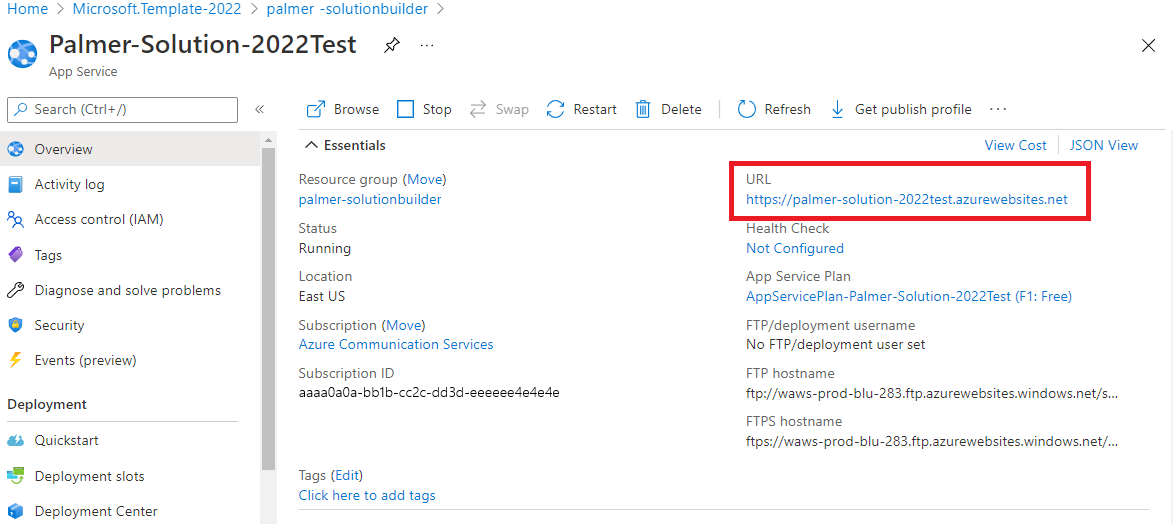 Home > Microsoft.Template-2022 > palmer -solutionbuilder >
Palmer-Solution-2022Test ...
App Service
Search (Ctrl+/) «
Browse Stop Swap Restart Delete Refresh Get publish profile ...
Overview
Activity log
Access control (IAM)
Tags
Diagnose and solve problems
Security
Events (preview)
Deployment
Quickstart
Deployment slots
Deployment Center
Essentials
View Cost JSON View
Resource group (Move)
palmer-solutionbuilder
Status
Running
Location
East US
Subscription (Move)
Azure Communication Services
Subscription ID
aaaa0a0a-bb1b-cc2c-dd3d-eeeeee4e4e4e
URL
https://palmer-solution-2022test.azurewebsites.net
Health Check
Not Configured
App Service Plan
AppServicePlan-Palmer-Solution-2022Test (F1: Free)
FTP/deployment username
No FTP/deployment user set
FTP hostname
ftp://waws-prod-blu-283.ftp.azurewebsites.windows.net/s...
FTPS hostname
ftps://waws-prod-blu-283.ftp.azurewebsites.windows.net/...
Tags (Edit)
Click here to add tags